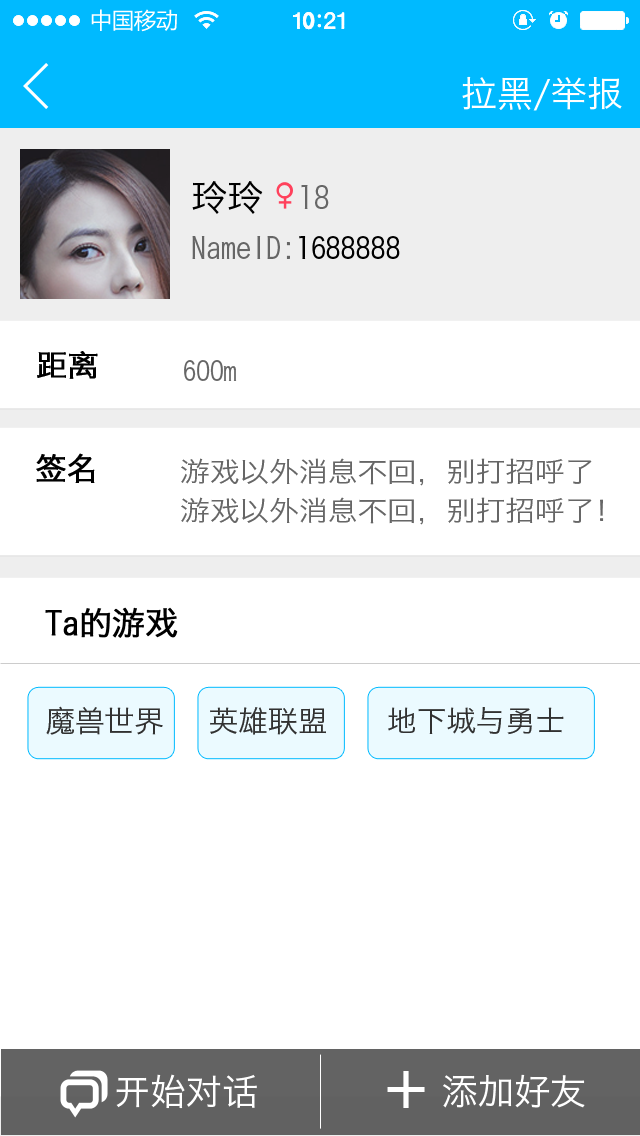 中国移动 10:21
拉黑/举报
玲玲 ♀18
NameID:1688888
距离 600m
签名 游戏以外消息不回，别打招呼了
游戏以外消息不回，别打招呼了!
Ta的游戏
魔兽世界 英雄联盟 地下城与勇士
开始对话 添加好友